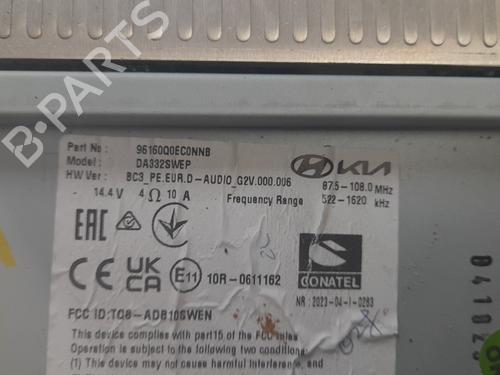 Part No : 96160Q0EC0NNB
Model : DA332SWEP
HW Ver : BC3_PE.EUR.D-AUDIO_G2V.000.006
14.4V 4 Ω 10 A
Frequency Range
87.5-108.0 MHz
522-1620 kHz
KIA
EAC
CE UK CA E11 10R-0611162
CONATEL
NR : 2023-04-I-0283
FCC ID:TQ8-ADB10SWEN
This device complies with part15 of the FCC Rules
Operation is subject to the following two conditions:
(1) This device may not cause harmful interference, and
B-PARTS